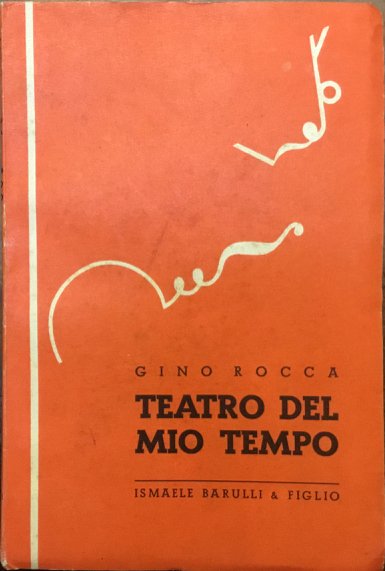 GINO ROCCA
TEATRO DEL
MIO TEMPO
ISMAELE BARULLI & FIGLIO